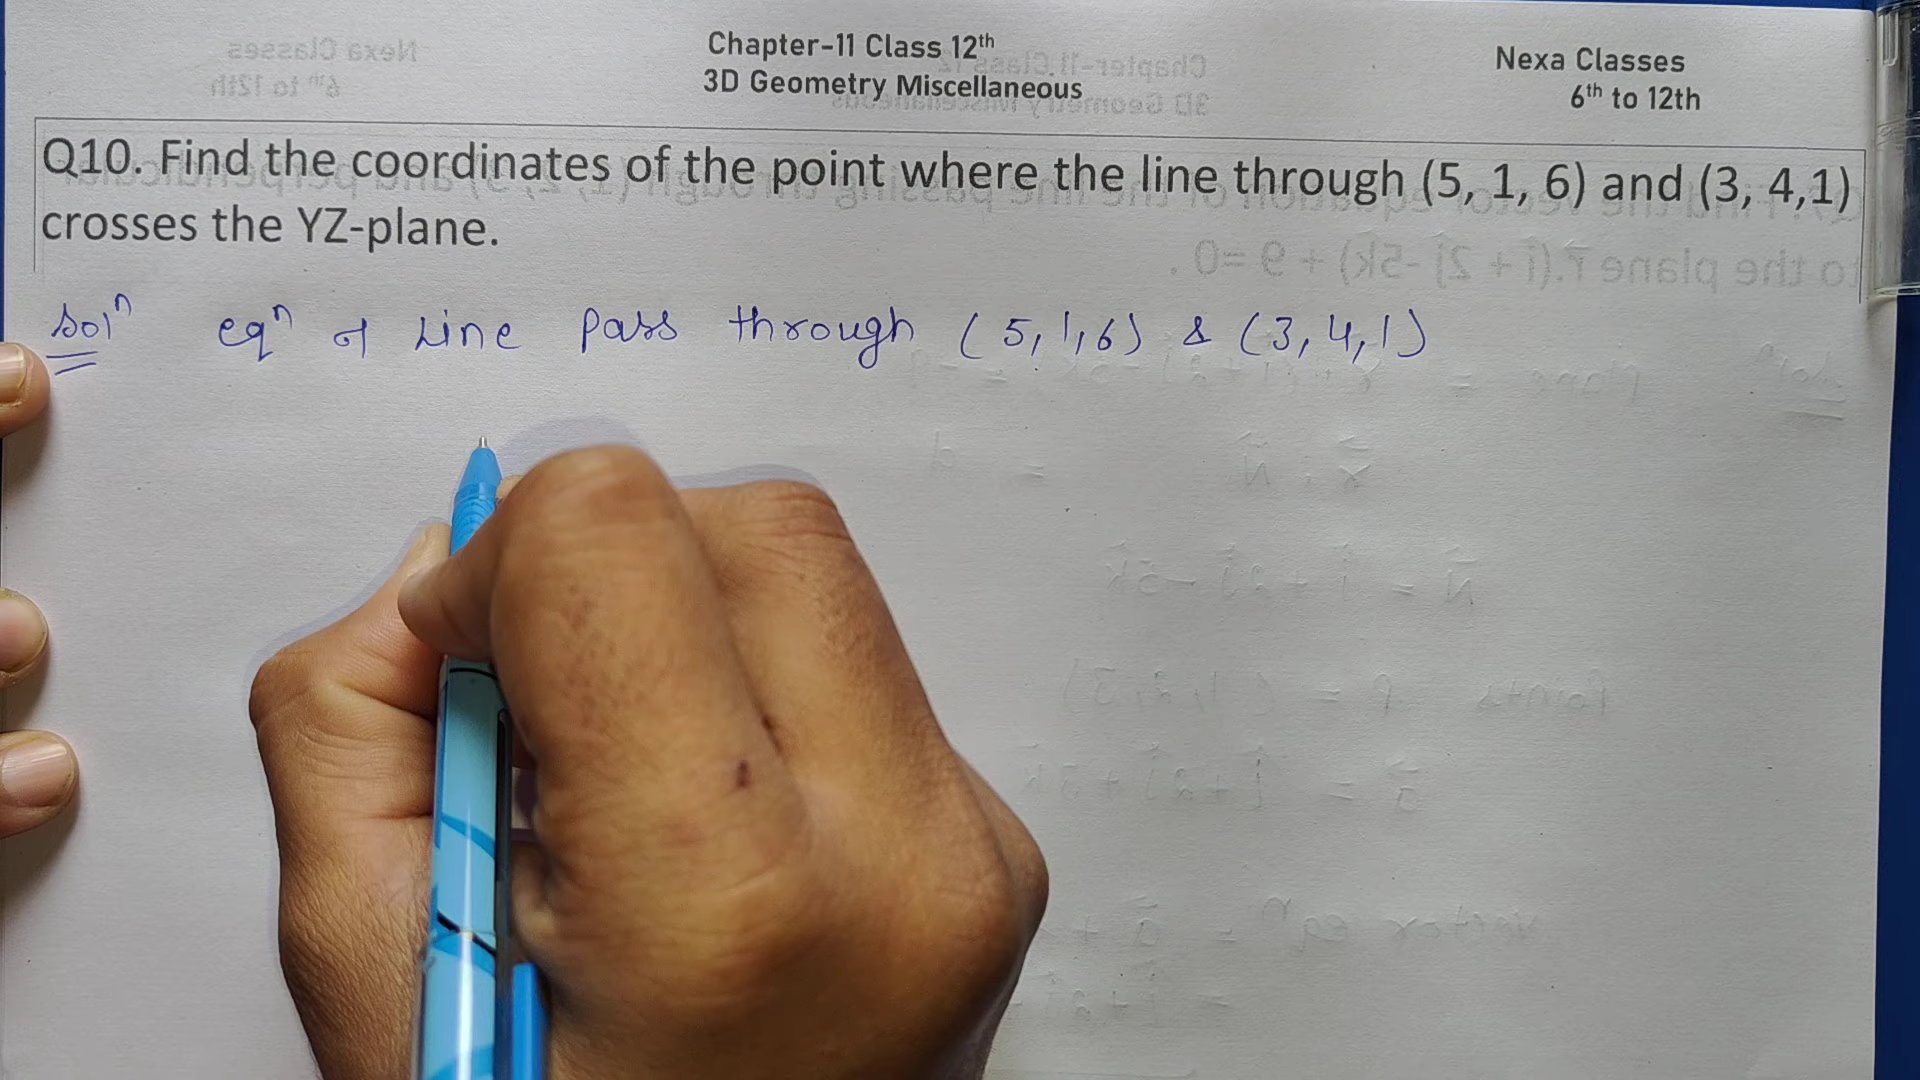 Chapter-11 Class 12th
3D Geometry Miscellaneous
Nexa Classes
6th to 12th
Q10. Find the coordinates of the point where the line through (5, 1, 6) and (3, 4,1)
crosses the YZ-plane.
Solⁿ eqⁿ of Line pass through (5,1,6) & (3,4,1)